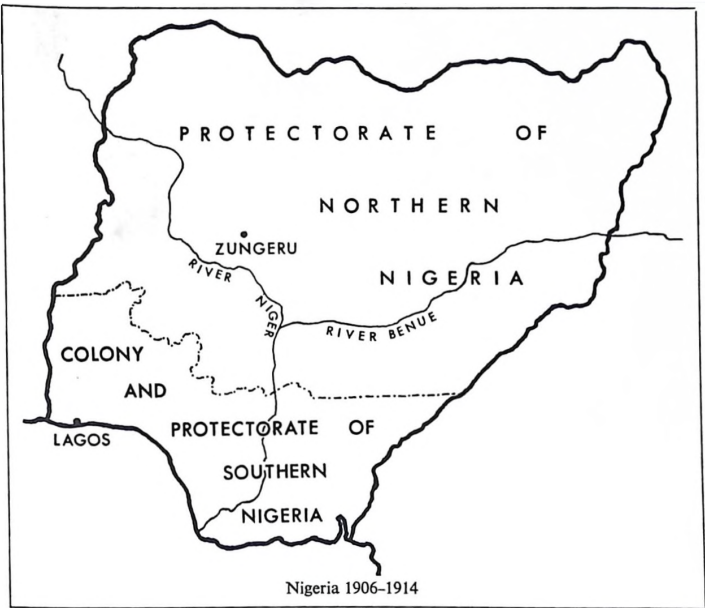 PROTECTORATE OF
NORTHERN
NIGERIA
ZUNGERU
RIVER NIGER
RIVER BENUE
COLONY
AND
LAGOS
PROTECTORATE OF
SOUTHERN
NIGERIA
Nigeria 1906–1914